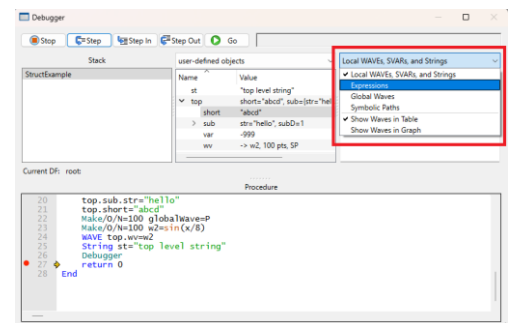 Debugger
Stop Step Step In Step Out Go
Stack
StructExample
user-defined objects
Name Value
st "top level string"
top short="abcd", sub={str="hel
short "abcd"
sub str="hello", subD=1
var -999
wv -> w2, 100 pts, SP
Local WAVEs, SVARs, and Strings
Local WAVEs, SVARs, and Strings
Expressions
Global Waves
Symbolic Paths
Show Waves in Table
Show Waves in Graph
Current DF: root:
Procedure
20 top.sub.str="hello"
21 top.short="abcd"
22 Make/O/N=100 globalWave=P
23 Make/O/N=100 w2=sin(x/8)
24 WAVE top.wv=w2
25 String st="top level string"
26 Debugger
27 return 0
28 End